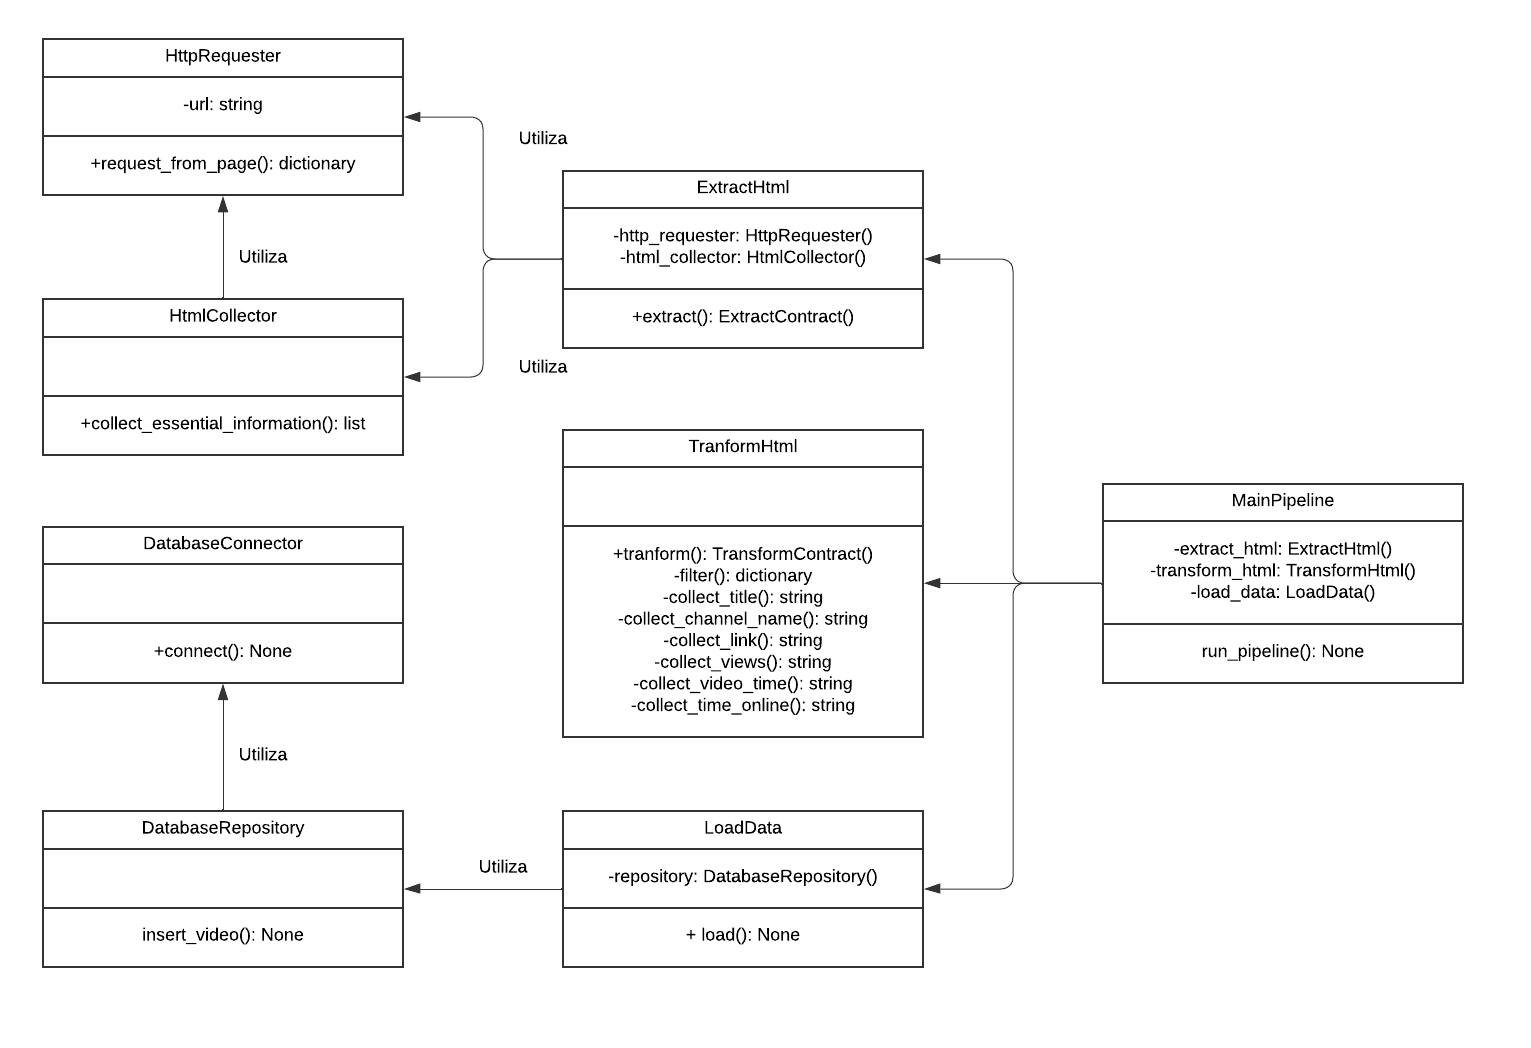 HttpRequester
-url: string
+request_from_page(): dictionary
Utiliza
HtmlCollector
+collect_essential_information(): list
Utiliza
Utiliza
ExtractHtml
-http_requester: HttpRequester()
-html_collector: HtmlCollector()
+extract(): ExtractContract()
TranformHtml
+tranform(): TransformContract()
-filter(): dictionary
-collect_title(): string
-collect_channel_name(): string
-collect_link(): string
-collect_views(): string
-collect_video_time(): string
-collect_time_online(): string
MainPipeline
-extract_html: ExtractHtml()
-transform_html: TransformHtml()
-load_data: LoadData()
run_pipeline(): None
DatabaseConnector
+connect(): None
Utiliza
DatabaseRepository
insert_video(): None
Utiliza
LoadData
-repository: DatabaseRepository()
+ load(): None